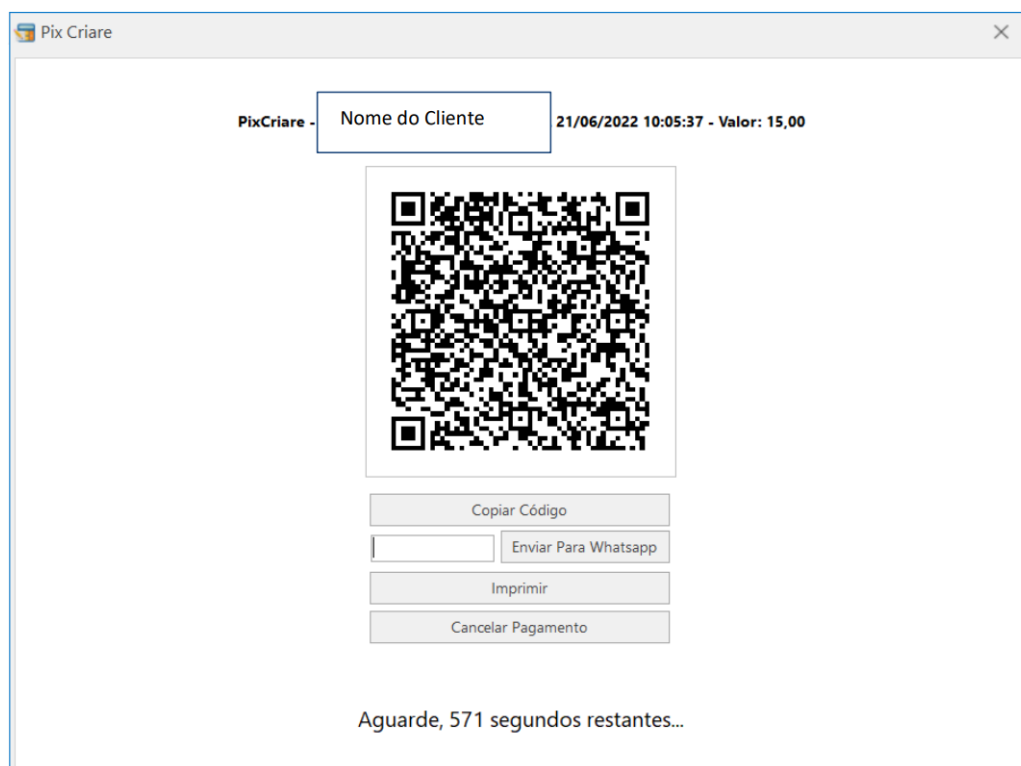 Pix Criare
PixCriare - Nome do Cliente 21/06/2022 10:05:37 - Valor: 15,00
Copiar Código
Enviar Para Whatsapp
Imprimir
Cancelar Pagamento
Aguarde, 571 segundos restantes...